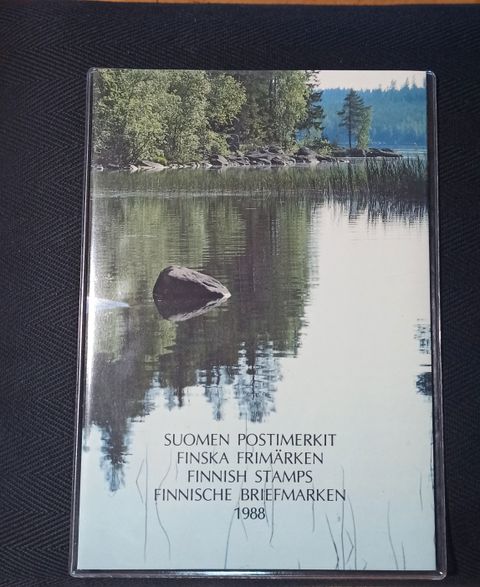 SUOMEN POSTIMERKIT
FINSKA FRIMÄRKEN
FINNISH STAMPS
FINNISCHE BRIEFMARKEN
1988